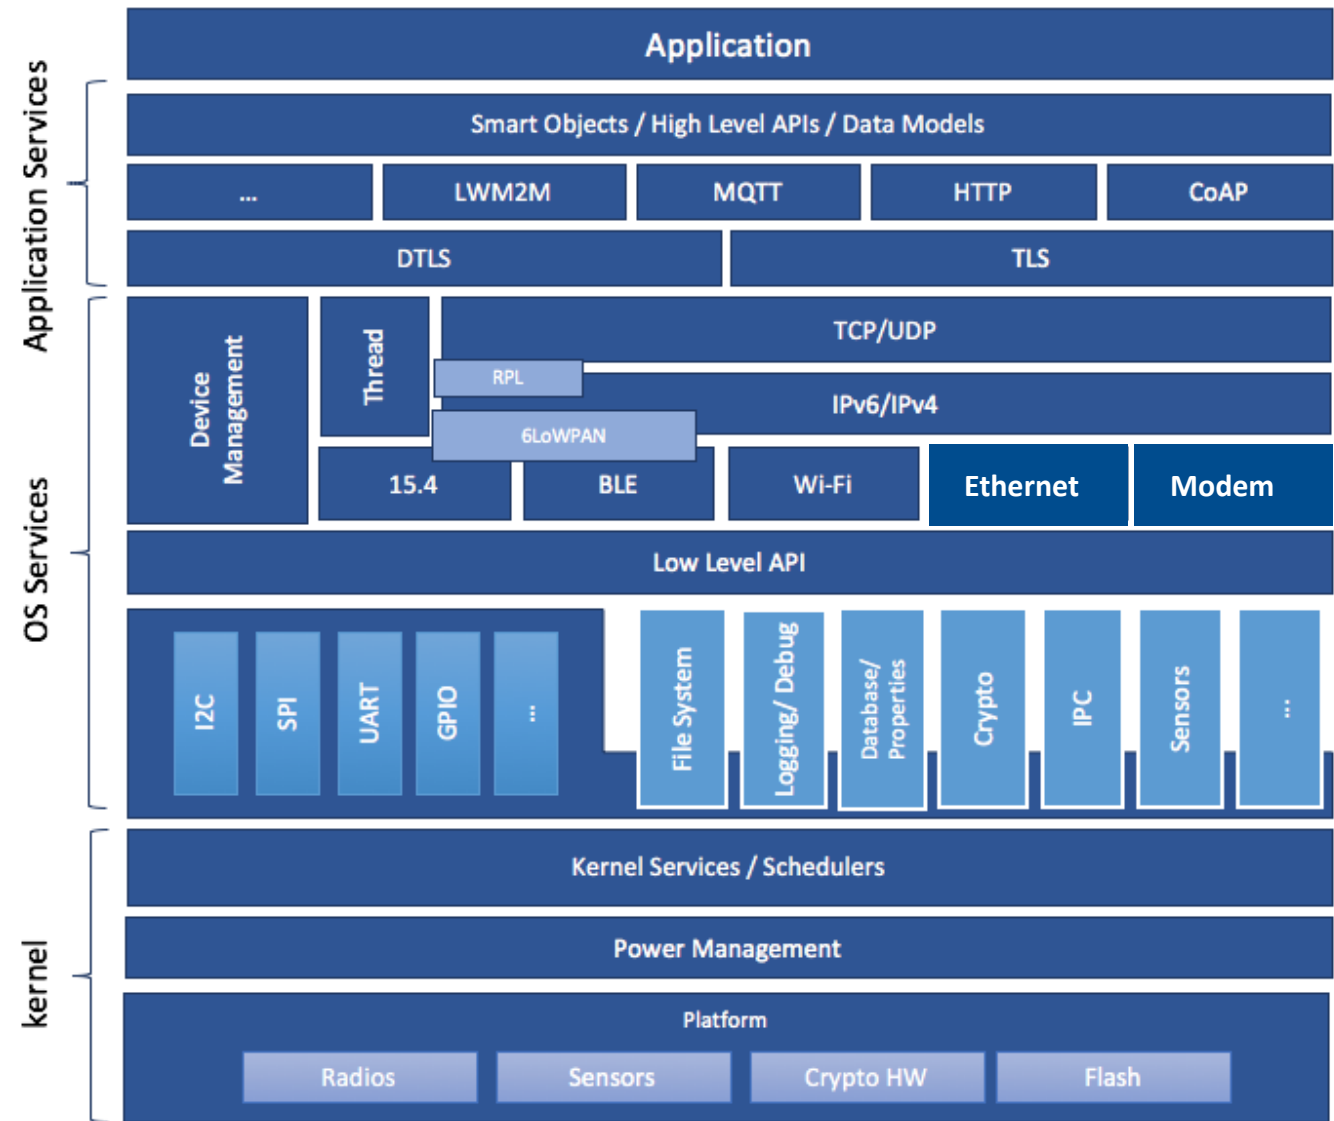 Application
Application Services
Smart Objects / High Level APIs / Data Models
...
LWM2M
MQTT
HTTP
CoAP
DTLS
TLS
OS Services
Device
Management
Thread
TCP/UDP
RPL
IPv6/IPv4
6LoWPAN
15.4
BLE
Wi-Fi
Ethernet
Modem
Low Level API
I2C
SPI
UART
GPIO
...
File System
Logging/ Debug
Database/
Properties
Crypto
IPC
Sensors
...
kernel
Kernel Services / Schedulers
Power Management
Platform
Radios
Sensors
Crypto HW
Flash